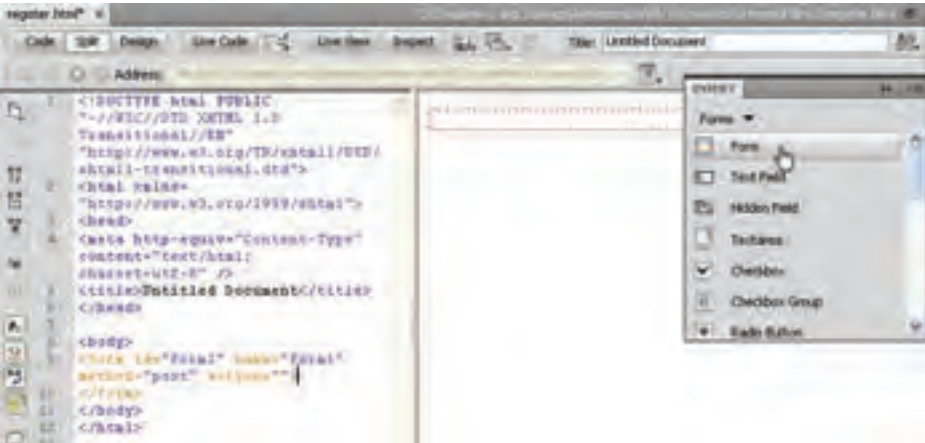 register.html* x
Code Split Design Live Code Live View Inspect Title: Untitled Document
Address:
INSERT
Forms
Form
Text Field
Hidden Field
Textarea
Checkbox
Checkbox Group
Radio Button
1 <!DOCTYPE html PUBLIC
"-//W3C//DTD XHTML 1.0
Transitional//EN"
"http://www.w3.org/TR/xhtml1/DTD/
xhtml1-transitional.dtd">
2 <html xmlns=
"http://www.w3.org/1999/xhtml">
3 <head>
4 <meta http-equiv="Content-Type"
content="text/html;
charset=utf-8" />
5 <title>Untitled Document</title>
6 </head>
7
8 <body>
9 <form id="form1" name="form1"
method="post" action="">
10 </form>
11 </body>
12 </html>